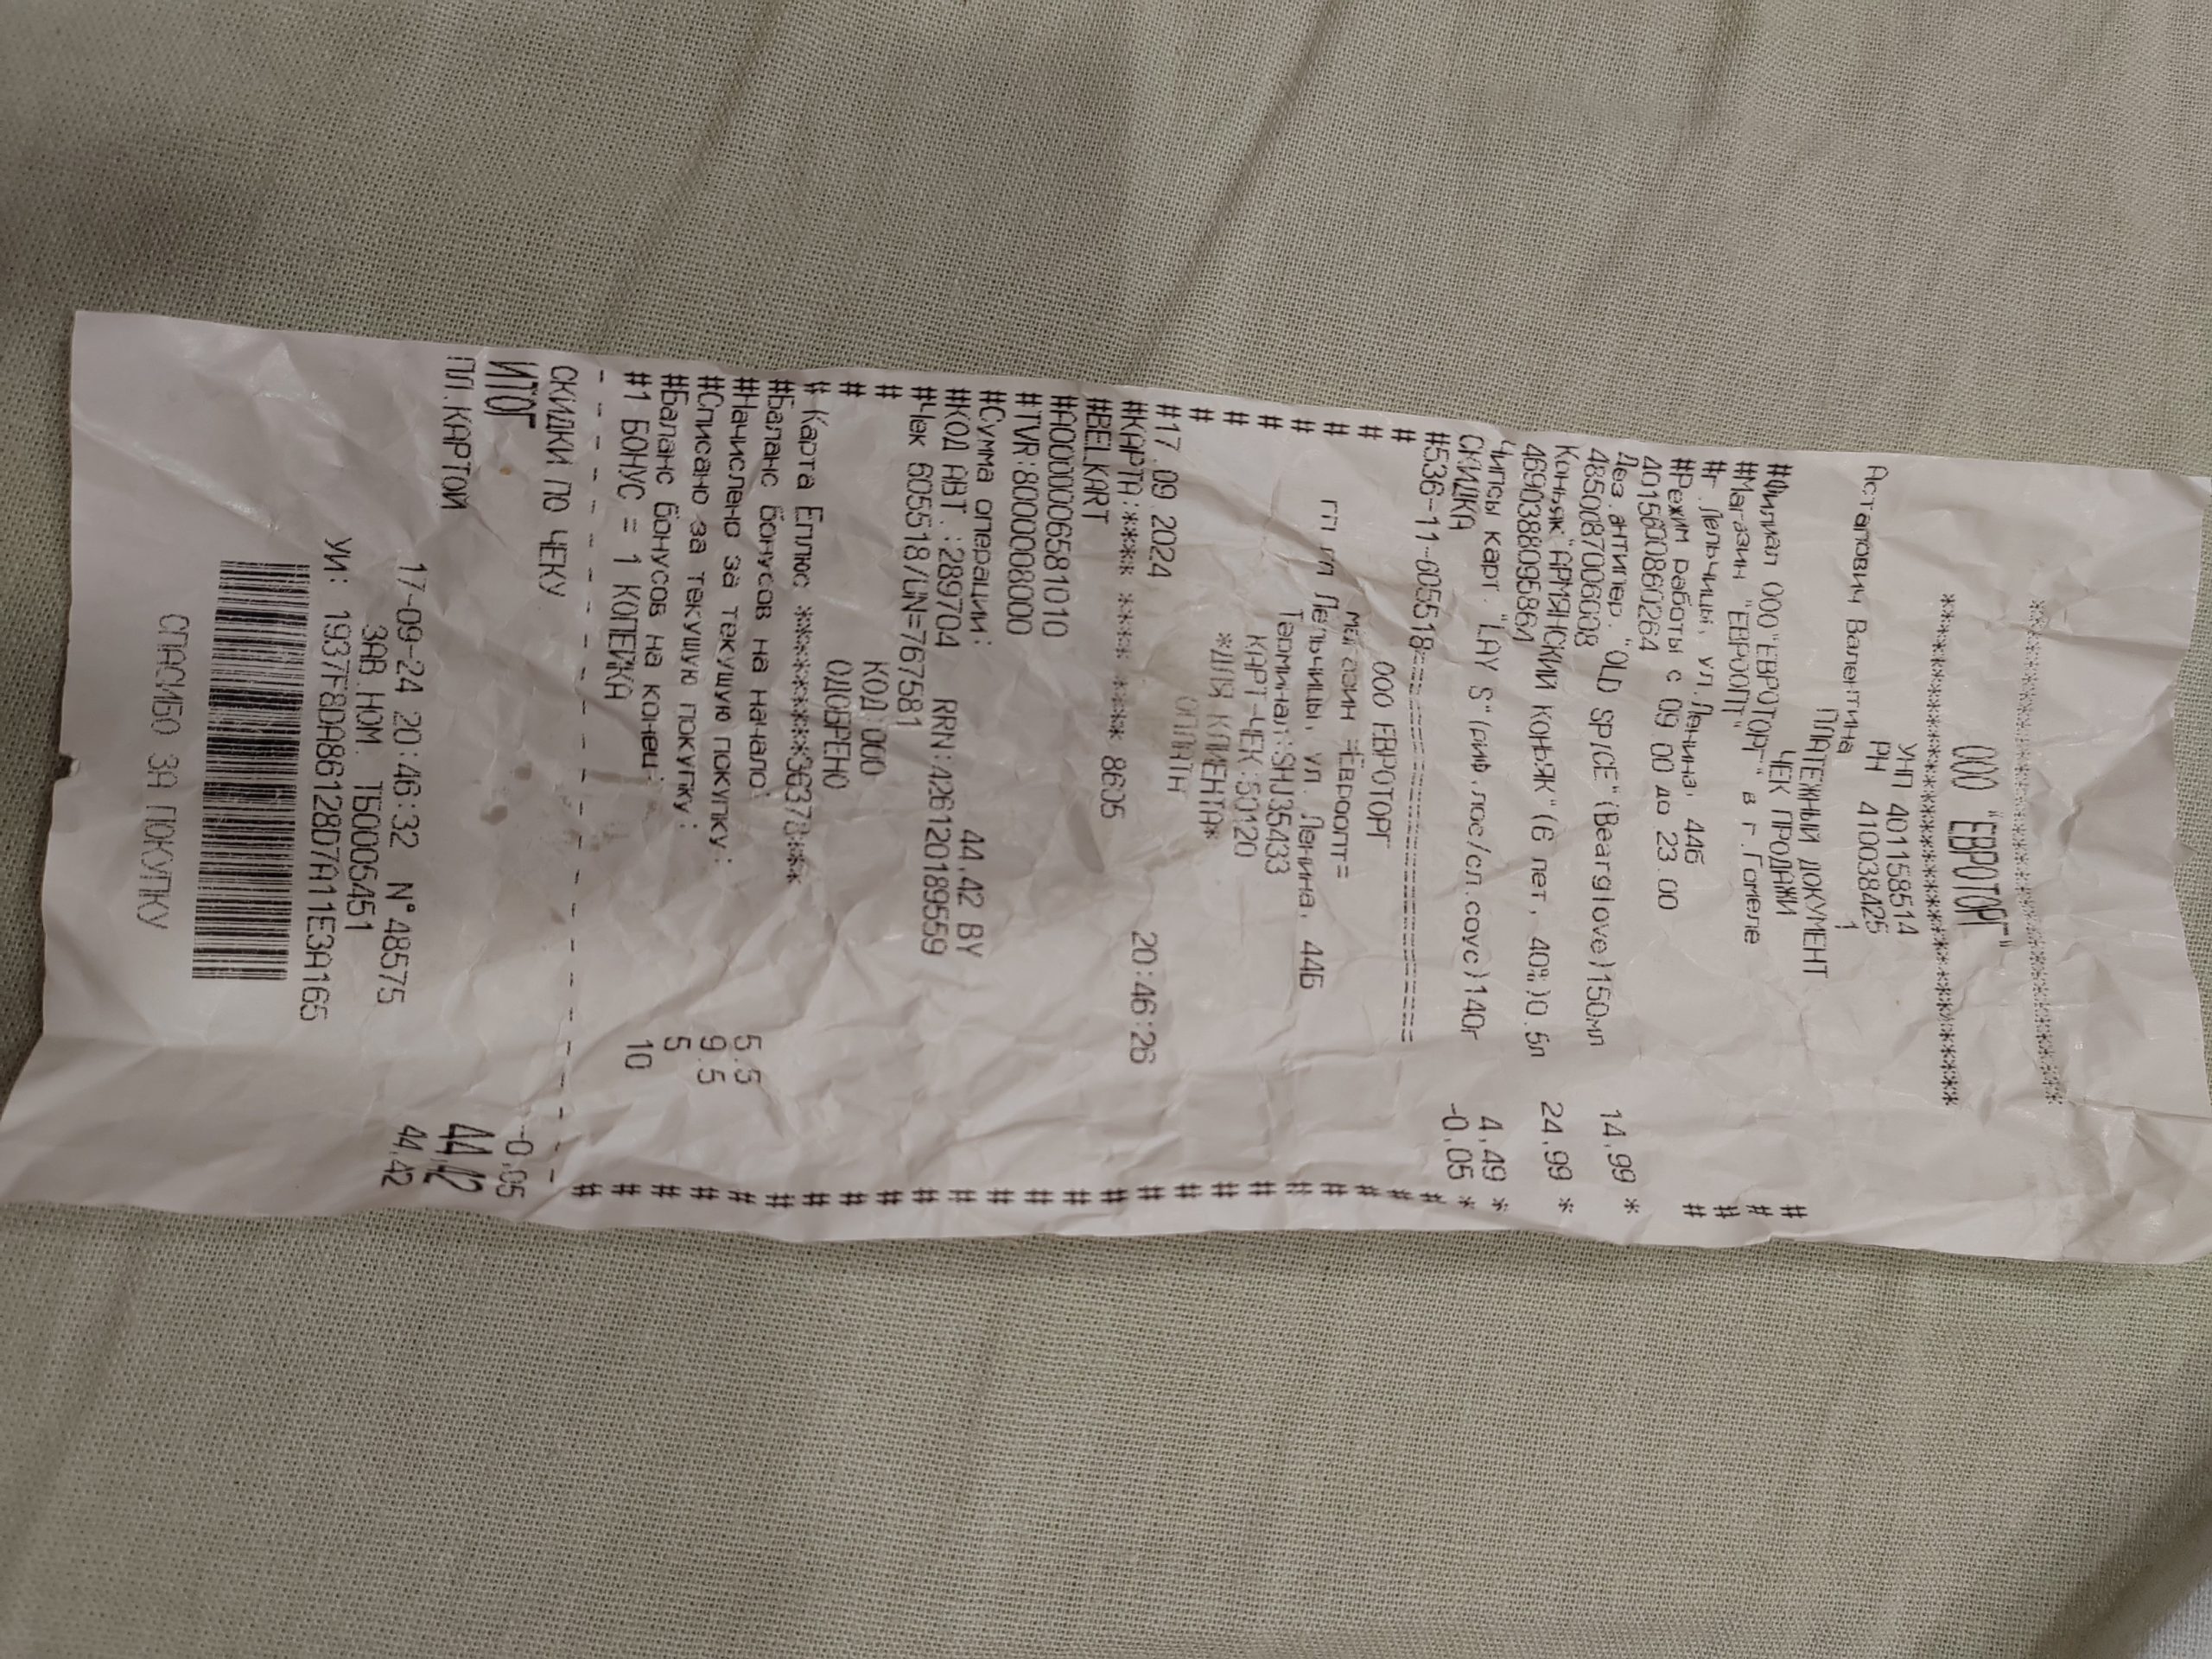 ************************************
ООО "ЕВРОТОРГ"
************************************
УНП 401158514
РН 410038425
Астапович Валентина 1
ПЛАТЕЖНЫЙ ДОКУМЕНТ
ЧЕК ПРОДАЖИ
#Филиал ООО"ЕВРОТОРГ" в г.Гомеле #
#Магазин "ЕВРООПТ" #
#г.Лельчицы, ул.Ленина, 44б #
#Режим работы с 09.00 до 23.00 #
4015600860264
Дез.антипер."OLD SPICE"(Bearglove)150мл 14,99 *
4850087006008
Коньяк"АРМЯНСКИЙ КОНЬЯК"(6 лет, 40%)0.5л 24,99 *
4690388095864
Чипсы карт."LAY S"(риф.лос/сл.соус)140г 4,49 *
СКИДКА -0,05 *
#536-11-605518========================= #
# ООО ЕВРОТОРГ #
# магазин =Евроопт= #
# гп гп Лельчицы, ул. Ленина, 44Б #
# Терминал:SHJ35433 #
# КАРТ-ЧЕК:50120 #
# *ДЛЯ КЛИЕНТА* #
# ОПЛАТА #
#17.09.2024 20:46:26 #
#КАРТА:**** **** **** 8695 #
#BELKART #
#A0000006581010 #
#TVR:8000008000 #
#Сумма операции: 44,42 BY #
#КОД АВТ.:289704 RRN:426120189559 #
#Чек 605518/UN=767581 #
# КОД:000 #
# ОДОБРЕНО #
# Карта Еплюс *********36373*** #
#Баланс бонусов на начало: 5.5 #
#Начислено за текущую покупку: 9.5 #
#Списано за текущую покупку: 5 #
#Баланс бонусов на конец: 10 #
#1 БОНУС = 1 КОПЕЙКА #
- - - - - - - - - - - - - - - - - - - -
СКИДКИ ПО ЧЕКУ -0,05
ИТОГ 44,42
ПЛ.КАРТОЙ 44,42
17-09-24 20:46:32 N°48575
ЗАВ.НОМ. ТБ0005451
УИ: 1937F8DA86128D7A11E3A165
СПАСИБО ЗА ПОКУПКУ